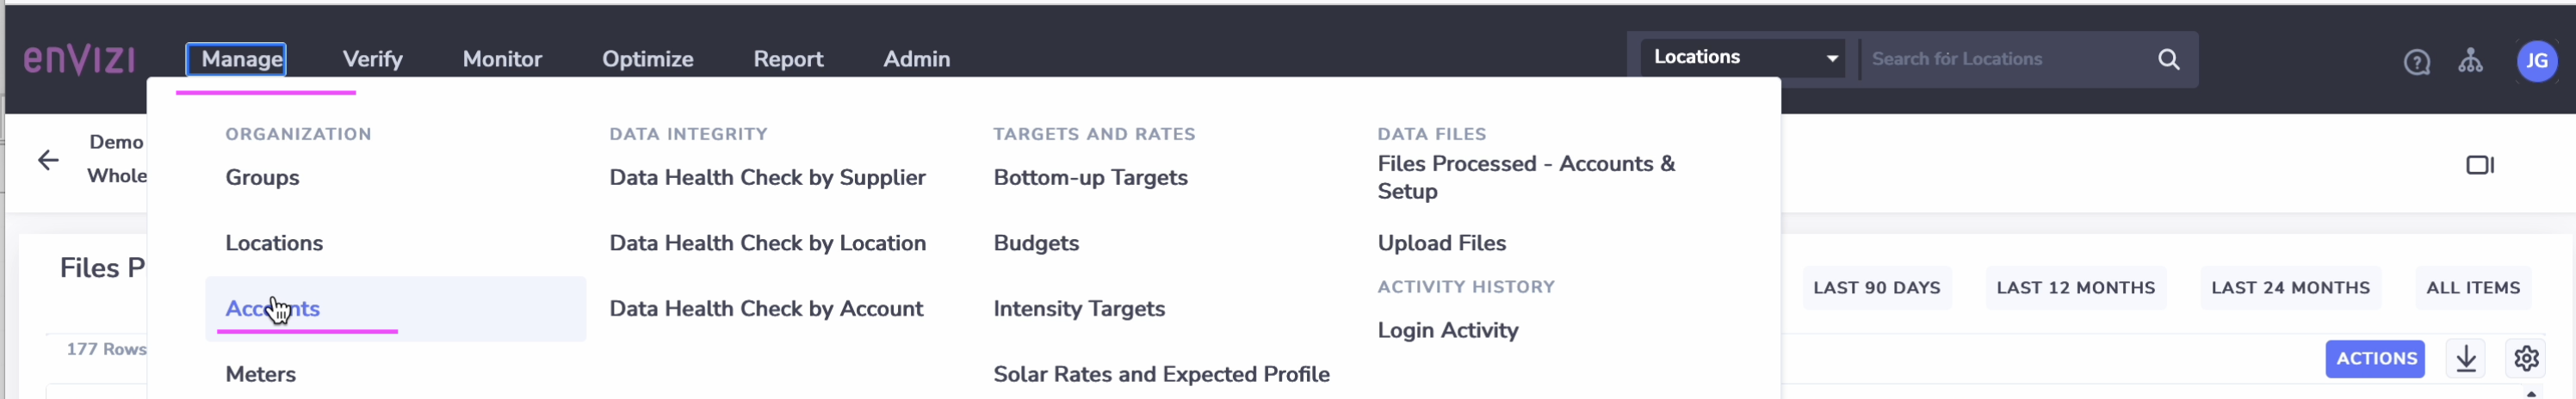 enVIZI
Manage Verify Monitor Optimize Report Admin
Locations
Search for Locations
JG
Demo
Whole
ORGANIZATION
Groups
Locations
Accounts
Meters
DATA INTEGRITY
Data Health Check by Supplier
Data Health Check by Location
Data Health Check by Account
TARGETS AND RATES
Bottom-up Targets
Budgets
Intensity Targets
Solar Rates and Expected Profile
DATA FILES
Files Processed - Accounts &
Setup
Upload Files
ACTIVITY HISTORY
Login Activity
Files P
LAST 90 DAYS LAST 12 MONTHS LAST 24 MONTHS ALL ITEMS
177 Rows
ACTIONS